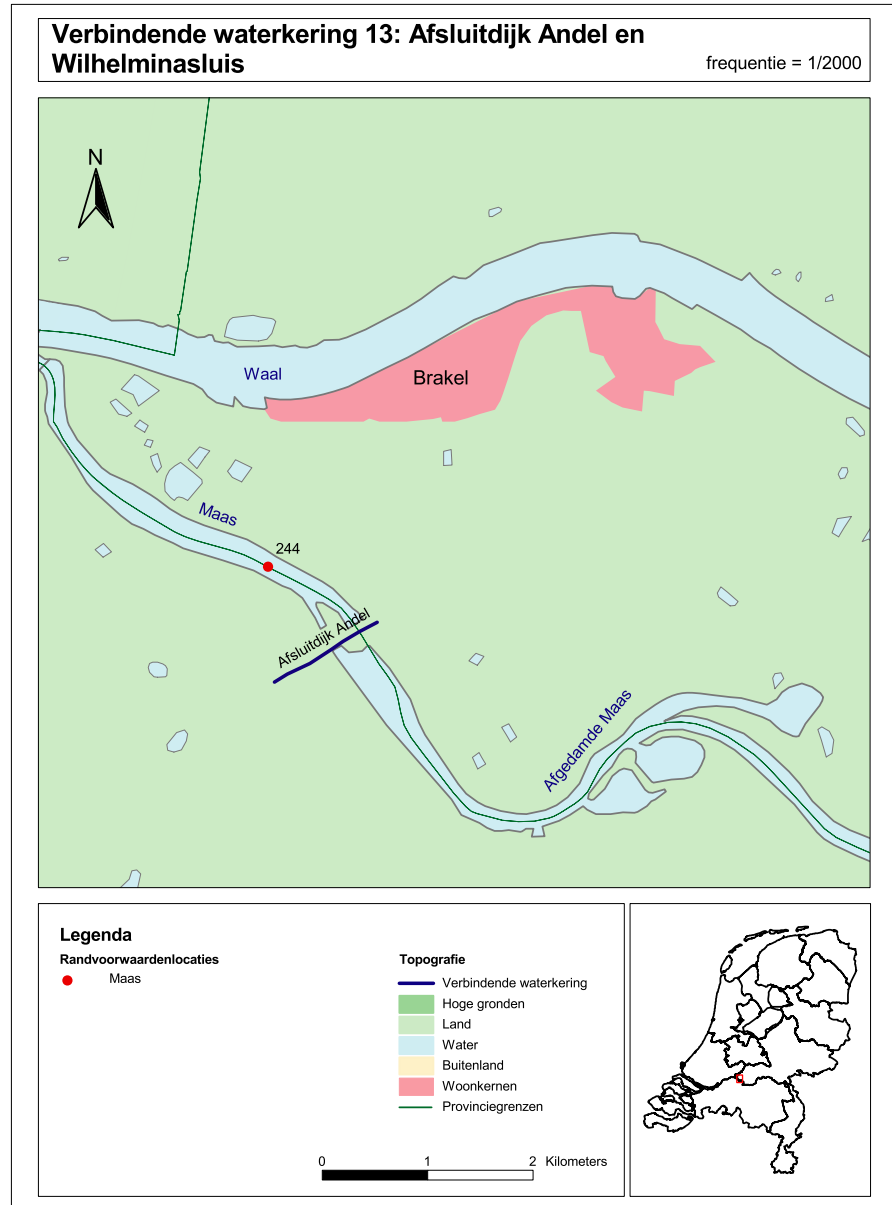 Verbindende waterkering 13: Afsluitdijk Andel en
Wilhelminasluis
frequentie = 1/2000
N
Waal
Brakel
Maas
244
Afsluitdijk Andel
Afgedamde Maas
Legenda
Randvoorwaardenlocaties
Maas
Topografie
Verbindende waterkering
Hoge gronden
Land
Water
Buitenland
Woonkernen
Provinciegrenzen
0 1 2 Kilometers